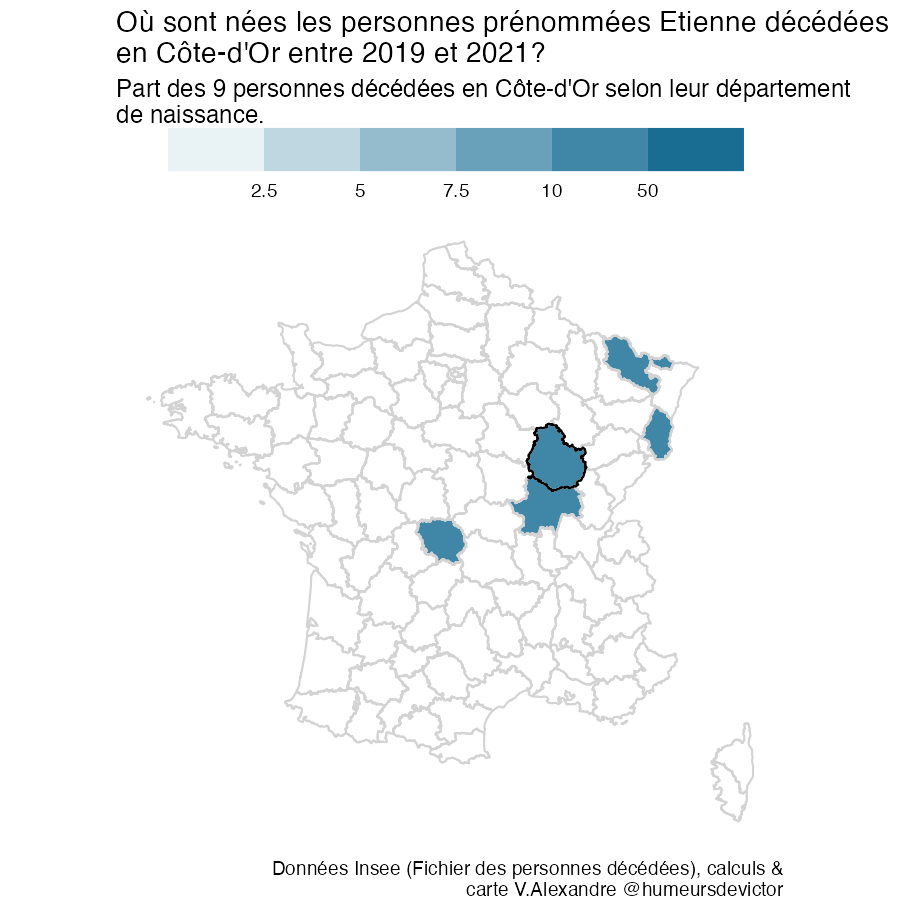 Où sont nées les personnes prénommées Etienne décédées
en Côte-d'Or entre 2019 et 2021?
Part des 9 personnes décédées en Côte-d'Or selon leur département
de naissance.
2.5 5 7.5 10 50
Données Insee (Fichier des personnes décédées), calculs &
carte V.Alexandre @humeursdevictor